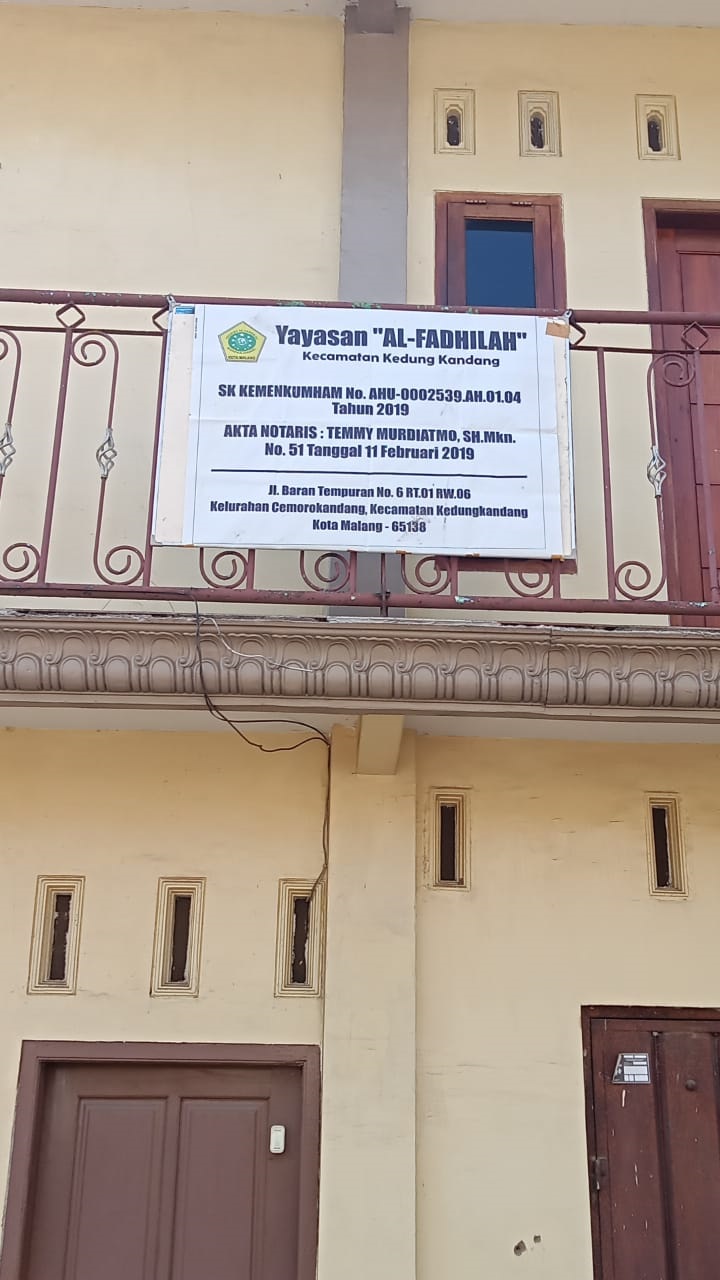 Yayasan "AL-FADHILAH"
Kecamatan Kedung Kandang
KOTA MALANG
SK KEMENKUMHAM No. AHU-0002539.AH.01.04
Tahun 2019
AKTA NOTARIS : TEMMY MURDIATMO, SH.Mkn.
No. 51 Tanggal 11 Februari 2019
Jl. Baran Tempuran No. 6 RT.01 RW.06
Kelurahan Cemorokandang, Kecamatan Kedungkandang
Kota Malang - 65138